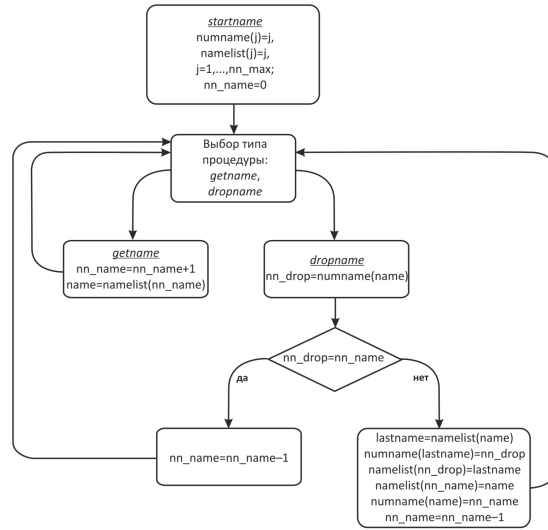 startname
numname(j)=j,
namelist(j)=j,
j=1,...,nn_max;
nn_name=0
Выбор типа
процедуры:
getname,
dropname
getname
nn_name=nn_name+1
name=namelist(nn_name)
dropname
nn_drop=numname(name)
nn_drop=nn_name
да
нет
nn_name=nn_name–1
lastname=namelist(name)
numname(lastname)=nn_drop
namelist(nn_drop)=lastname
namelist(nn_name)=name
numname(name)=nn_name
nn_name=nn_name–1